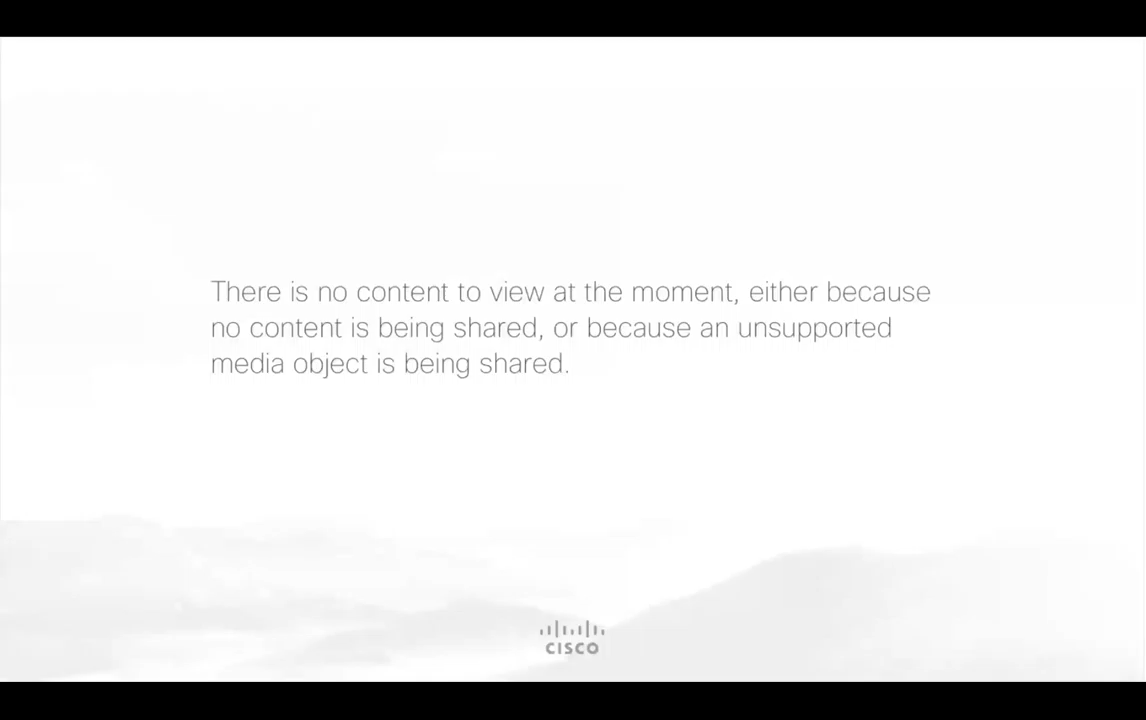 There is no content to view at the moment, either because
no content is being shared, or because an unsupported
media object is being shared.
CISCO